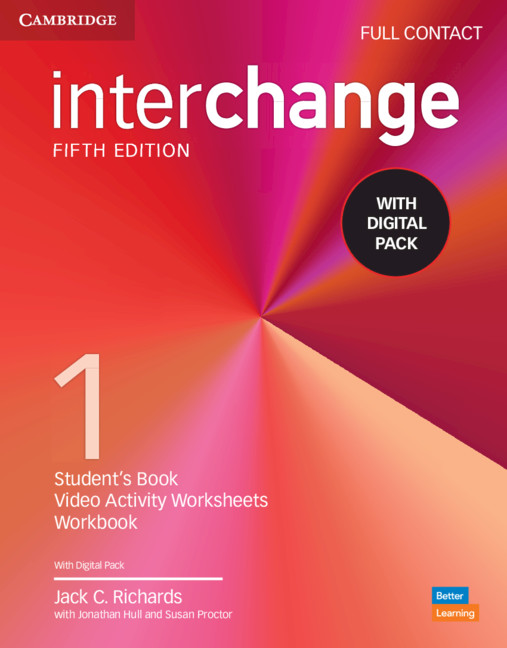 CAMBRIDGE
FULL CONTACT
interchange
FIFTH EDITION
WITH
DIGITAL
PACK
1
Student's Book
Video Activity Worksheets
Workbook
With Digital Pack
Jack C. Richards
with Jonathan Hull and Susan Proctor
Better
Learning